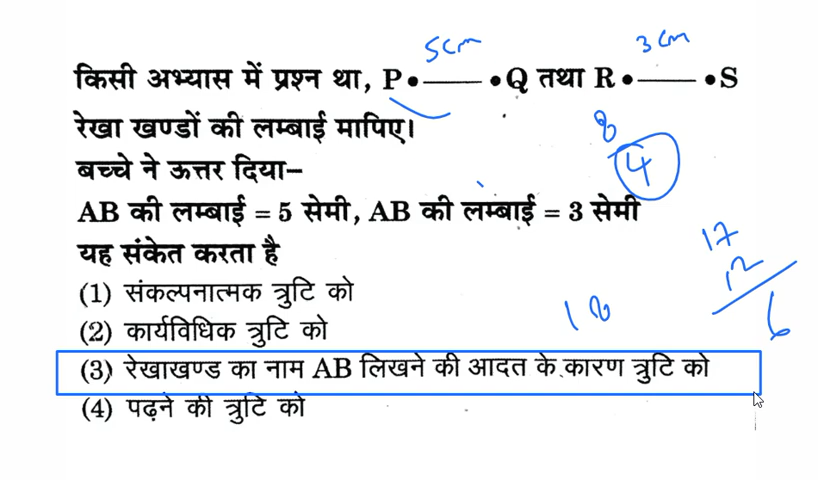 5cm 3cm
किसी अभ्यास में प्रश्न था, P•——•Q तथा R•——•S
रेखा खण्डों की लम्बाई मापिए।
8
4
बच्चे ने ऊत्तर दिया–
AB की लम्बाई = 5 सेमी, AB की लम्बाई = 3 सेमी
17
12
6
यह संकेत करता है
(1) संकल्पनात्मक त्रुटि को
18
(2) कार्यविधिक त्रुटि को
(3) रेखाखण्ड का नाम AB लिखने की आदत के कारण त्रुटि को
(4) पढ़ने की त्रुटि को